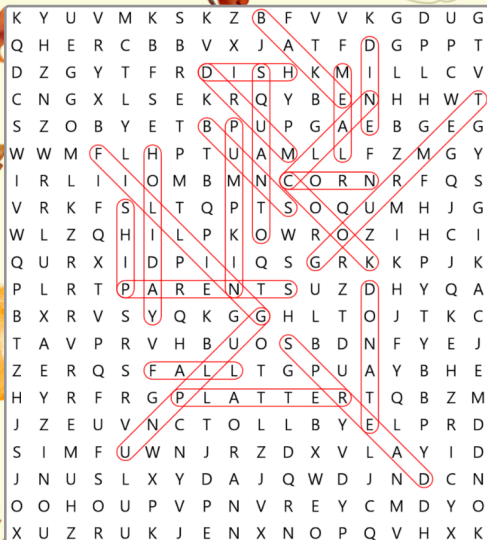 K Y U V M K S K Z B F V V K G D U G
Q H E R C B B V X J A T F D G P P T
D Z G Y T F R D I S H K M I L L C V
C N G X L S E K R Q Y B E N H H W T
S Z O B Y E T B P U P G A E B G E G
W W M F L H P T U A M L L F Z M G Y
I R L I I O M B M N C O R N R F Q S
V R K F S L T Q P T S O Q U M H J G
W L Z Q H I L P K O W R O Z I H C I
Q U R X I D P I I Q S G R K K P J K
P L R T P A R E N T S U Z D H Y Q A
B X R V S Y Q K G G H L T O J T K C
T A V P R V H B U O S B D N F Y E J
Z E R Q S F A L L T G P U A Y B H E
H Y R F R G P L A T T E R T Q B Z M
J Z E U V N C T O L L B Y E L P R D
S I M F U W N J R Z D X V L A Y I D
J N U S L X Y D A J Q W D J N D C N
O O H O U P V P N V R E Y C M D Y O
X U Z R U K J E N X N O P Q V H X K